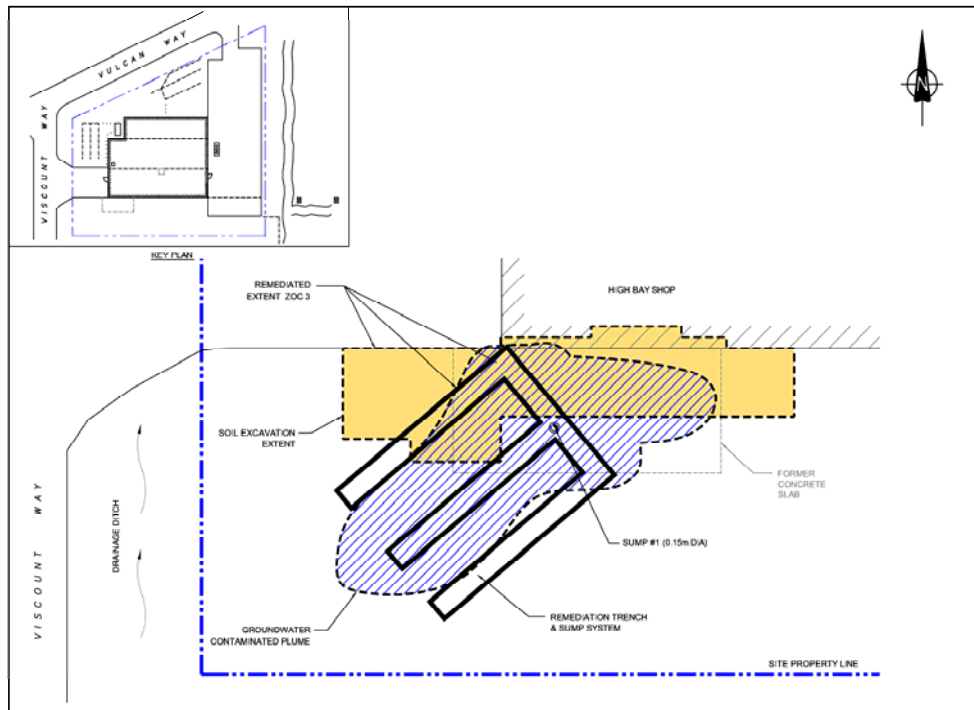 VULCAN WAY
VISCOUNT WAY
N
KEY PLAN
REMEDIATED
EXTENT ZOC 3
HIGH BAY SHOP
SOIL EXCAVATION
EXTENT
FORMER
CONCRETE
SLAB
VISCOUNT WAY
DRAINAGE DITCH
SUMP #1 (0.15m DIA)
REMEDIATION TRENCH
& SUMP SYSTEM
GROUNDWATER
CONTAMINATED PLUME
SITE PROPERTY LINE